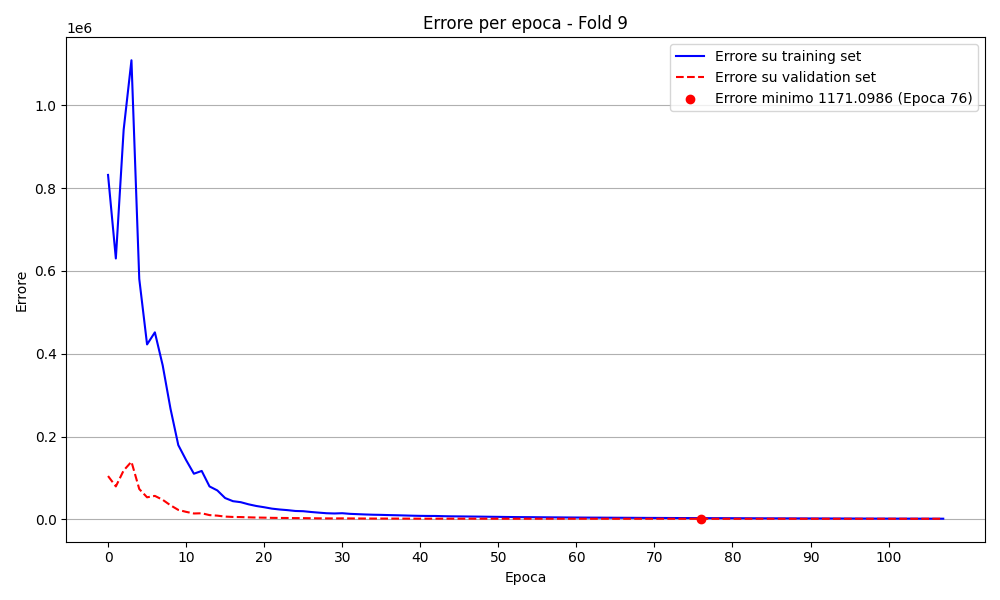 Errore per epoca - Fold 9
1e6
Errore su training set
Errore su validation set
Errore minimo 1171.0986 (Epoca 76)
1.0
0.8
0.6
0.4
0.2
0.0
Errore
0 10 20 30 40 50 60 70 80 90 100
Epoca